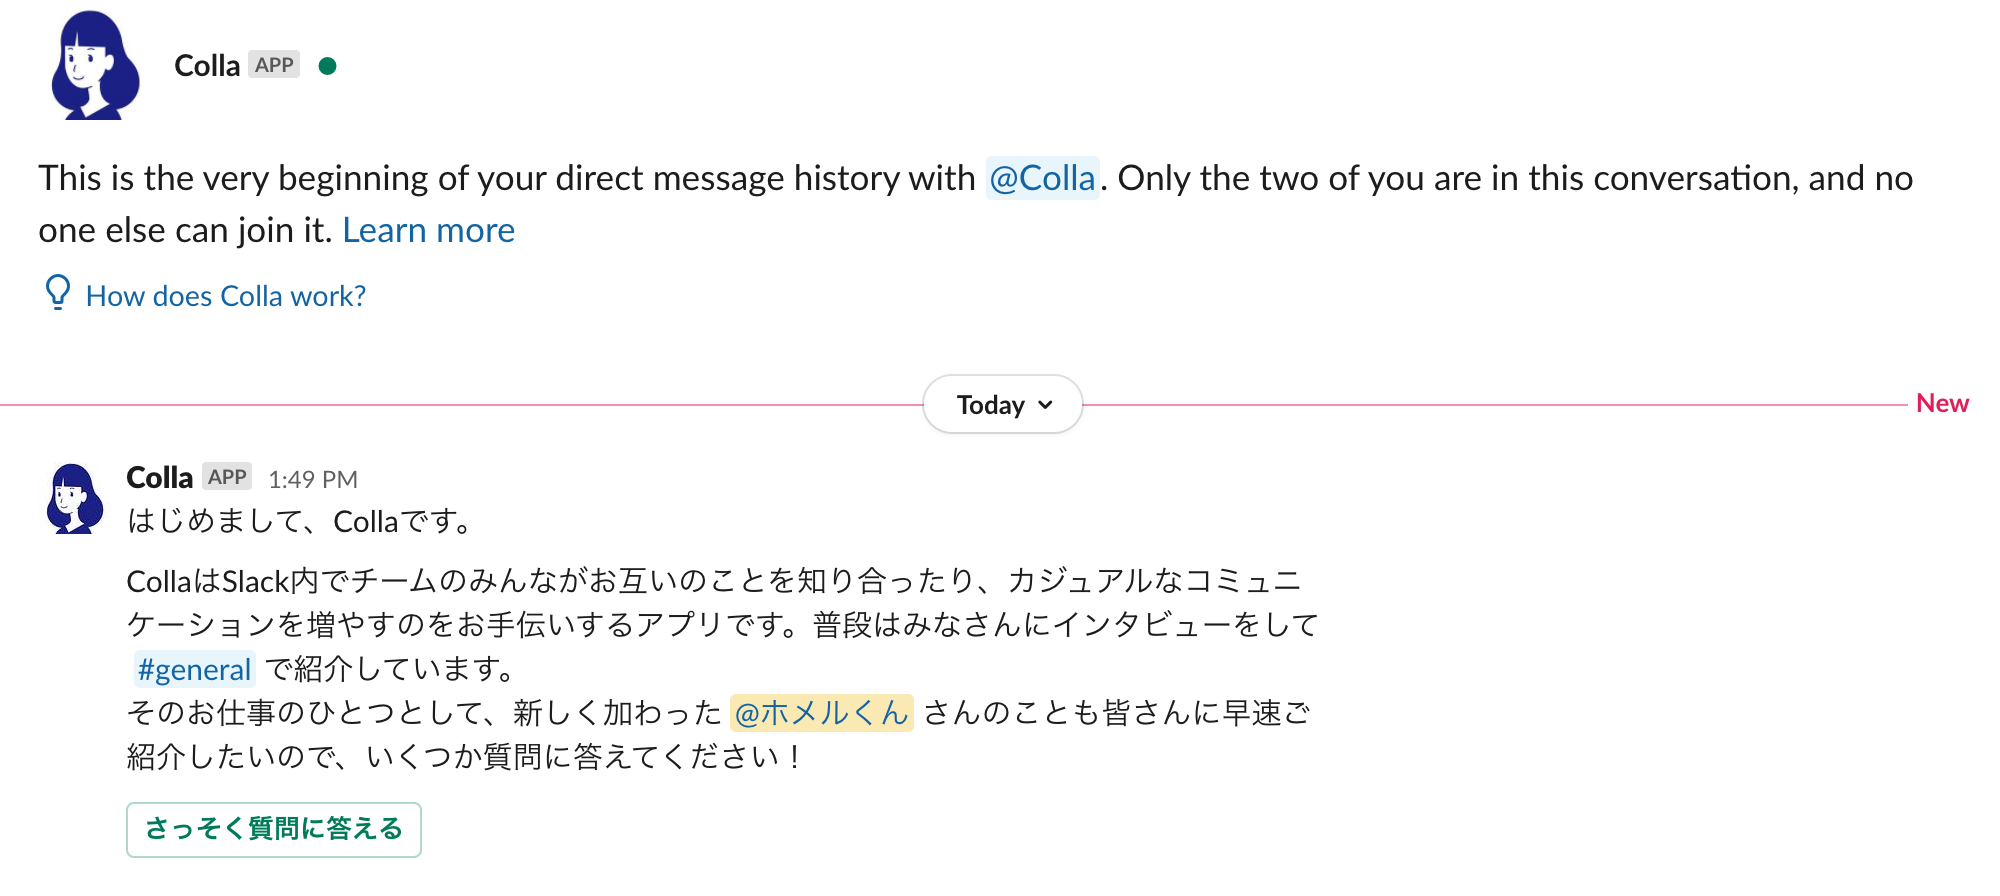 Colla APP
This is the very beginning of your direct message history with @Colla. Only the two of you are in this conversation, and no
one else can join it. Learn more
How does Colla work?
Today
New
Colla APP 1:49 PM
はじめまして、Collaです。
CollaはSlack内でチームのみんながお互いのことを知り合ったり、カジュアルなコミュニ
ケーションを増やすのをお手伝いするアプリです。普段はみなさんにインタビューをして
#general で紹介しています。
そのお仕事のひとつとして、新しく加わった @ホメルくん さんのことも皆さんに早速ご
紹介したいので、いくつか質問に答えてください！
さっそく質問に答える